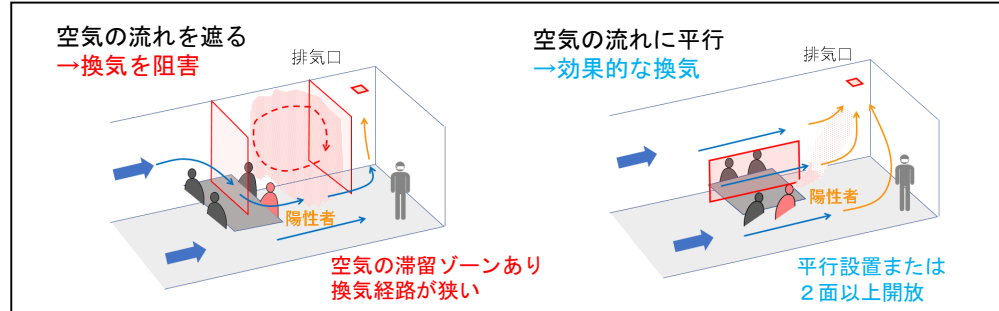 空気の流れを遮る
→換気を阻害
排気口
陽性者
空気の滞留ゾーンあり
換気経路が狭い
空気の流れに平行
→効果的な換気
排気口
陽性者
平行設置または
２面以上開放